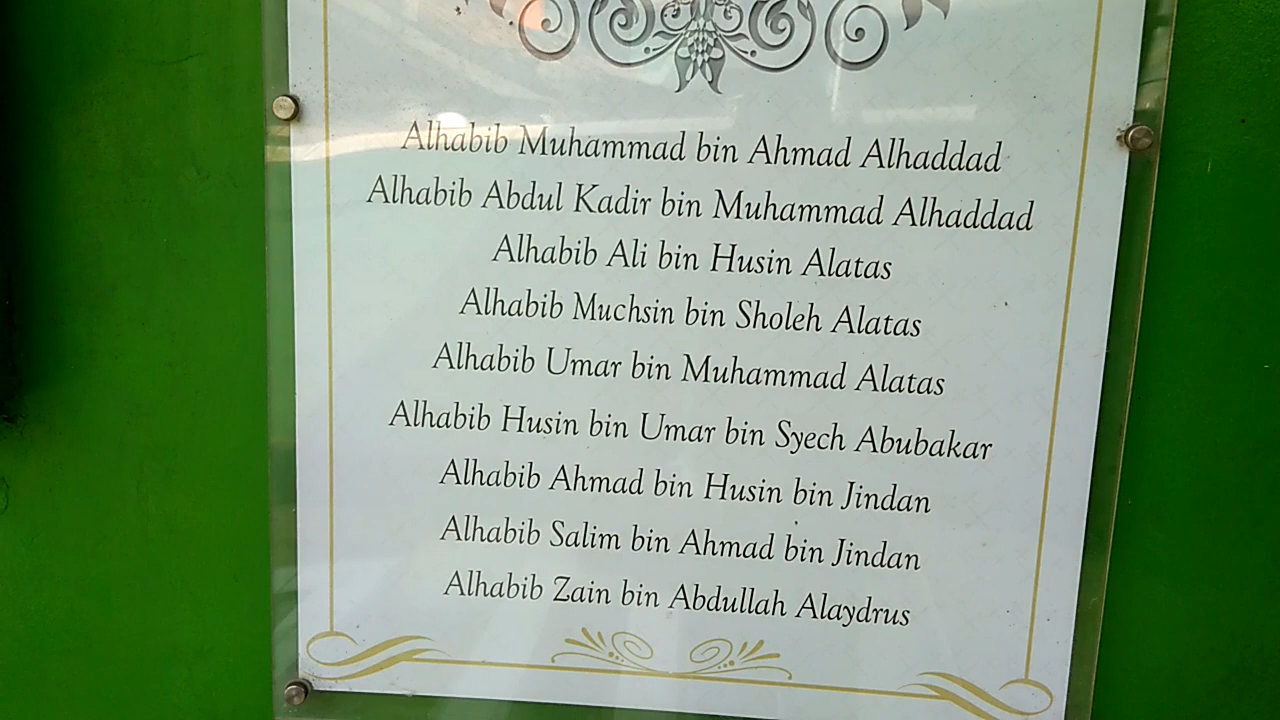 Alhabib Muhammad bin Ahmad Alhaddad
Alhabib Abdul Kadir bin Muhammad Alhaddad
Alhabib Ali bin Husin Alatas
Alhabib Muchsin bin Sholeh Alatas
Alhabib Umar bin Muhammad Alatas
Alhabib Husin bin Umar bin Syech Abubakar
Alhabib Ahmad bin Husin bin Jindan
Alhabib Salim bin Ahmad bin Jindan
Alhabib Zain bin Abdullah Alaydrus